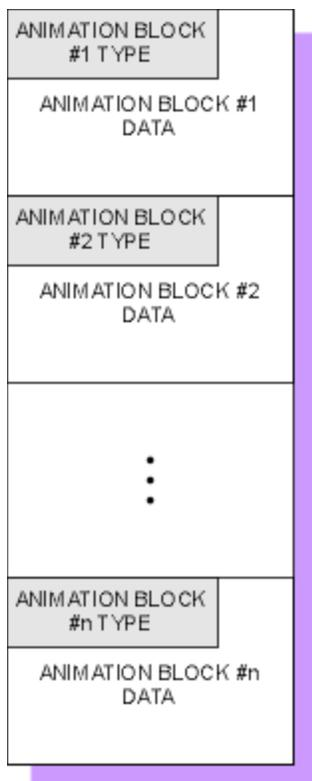 ANIMATION BLOCK
#1 TYPE
ANIMATION BLOCK #1
DATA
ANIMATION BLOCK
#2 TYPE
ANIMATION BLOCK #2
DATA
ANIMATION BLOCK
#n TYPE
ANIMATION BLOCK #n
DATA